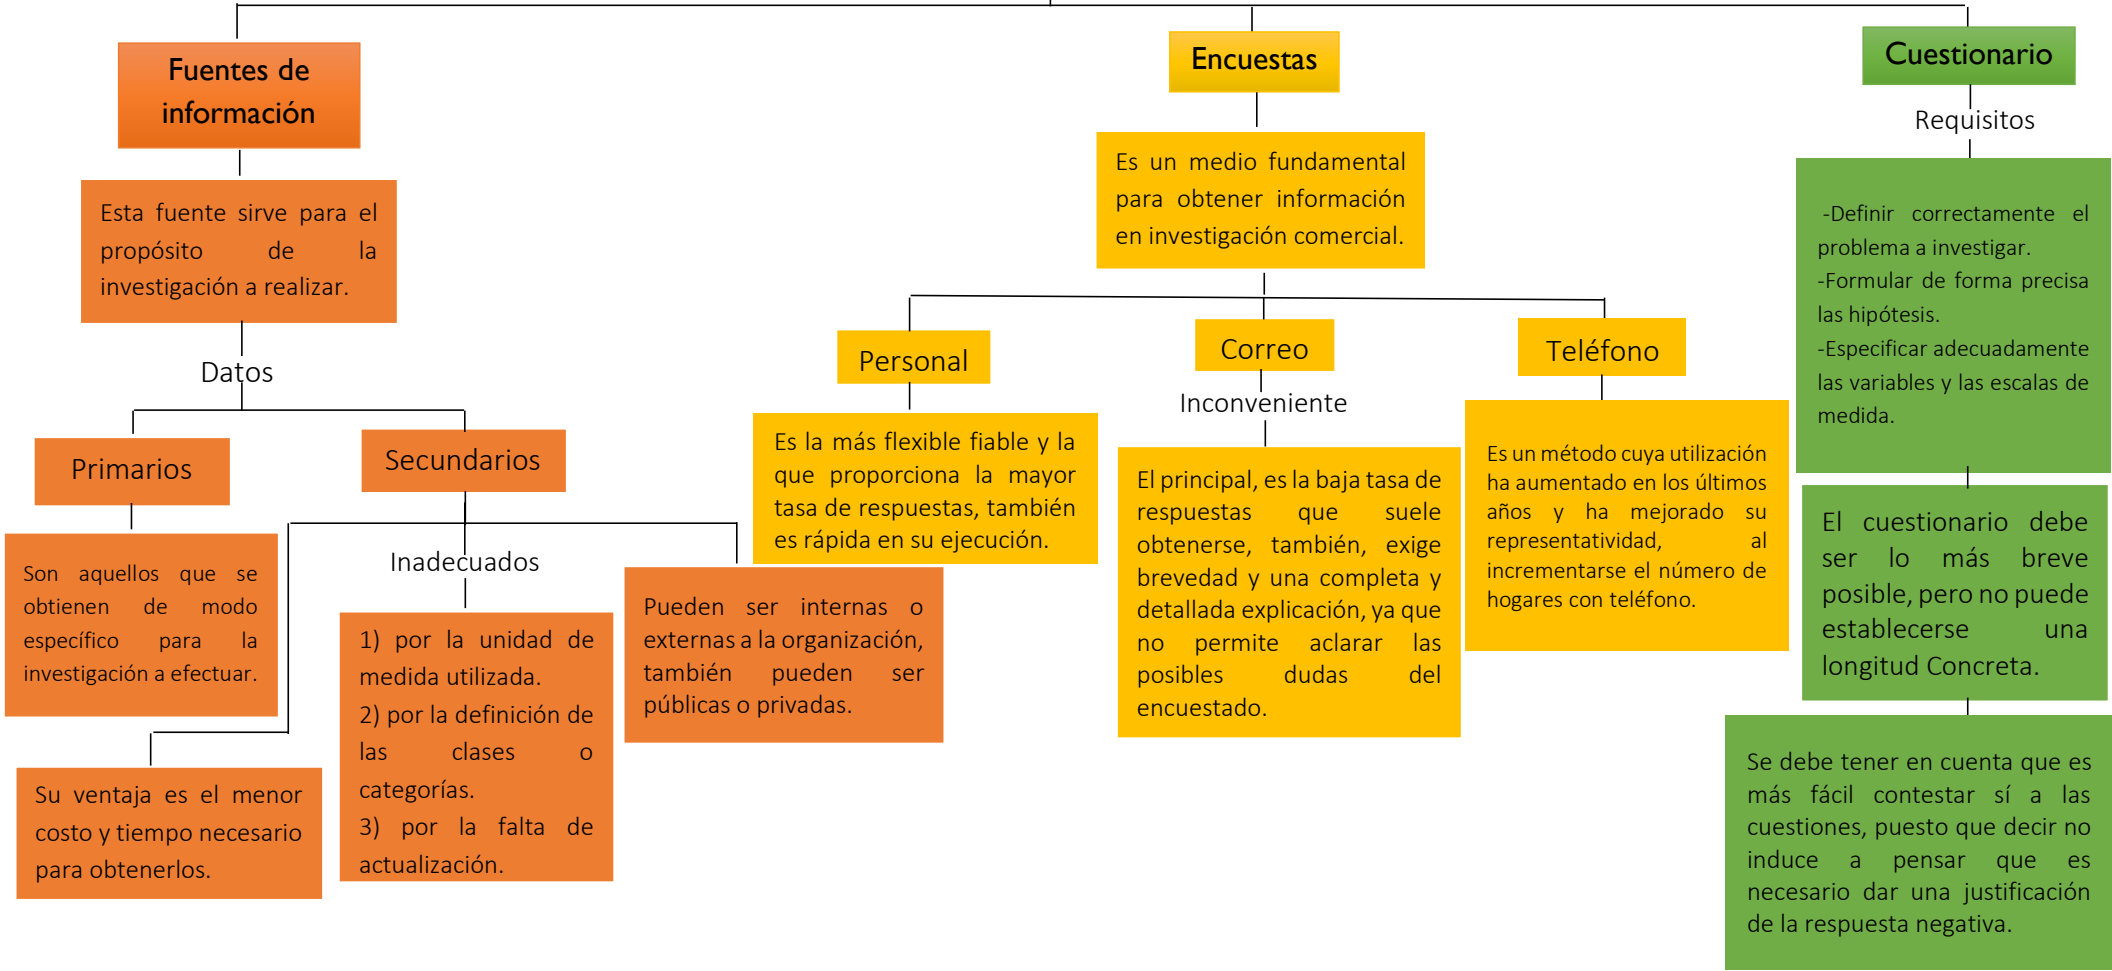 Fuentes de
información
Esta fuente sirve para el
propósito de la
investigación a realizar.
Datos
Primarios
Son aquellos que se
obtienen de modo
específico para la
investigación a efectuar.
Secundarios
Su ventaja es el menor
costo y tiempo necesario
para obtenerlos.
Inadecuados
1) por la unidad de
medida utilizada.
2) por la definición de
las clases o
categorías.
3) por la falta de
actualización.
Pueden ser internas o
externas a la organización,
también pueden ser
públicas o privadas.
Encuestas
Es un medio fundamental
para obtener información
en investigación comercial.
Personal
Es la más flexible fiable y la
que proporciona la mayor
tasa de respuestas, también
es rápida en su ejecución.
Correo
Inconveniente
El principal, es la baja tasa de
respuestas que suele
obtenerse, también, exige
brevedad y una completa y
detallada explicación, ya que
no permite aclarar las
posibles dudas del
encuestado.
Teléfono
Es un método cuya utilización
ha aumentado en los últimos
años y ha mejorado su
representatividad, al
incrementarse el número de
hogares con teléfono.
Cuestionario
Requisitos
-Definir correctamente el
problema a investigar.
-Formular de forma precisa
las hipótesis.
-Especificar adecuadamente
las variables y las escalas de
medida.
El cuestionario debe
ser lo más breve
posible, pero no puede
establecerse una
longitud Concreta.
Se debe tener en cuenta que es
más fácil contestar sí a las
cuestiones, puesto que decir no
induce a pensar que es
necesario dar una justificación
de la respuesta negativa.